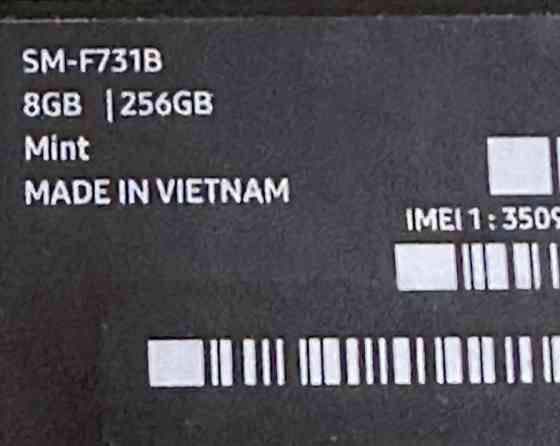 SM-F731B
8GB |256GB
Mint
MADE IN VIETNAM
IMEI 1 : 3509